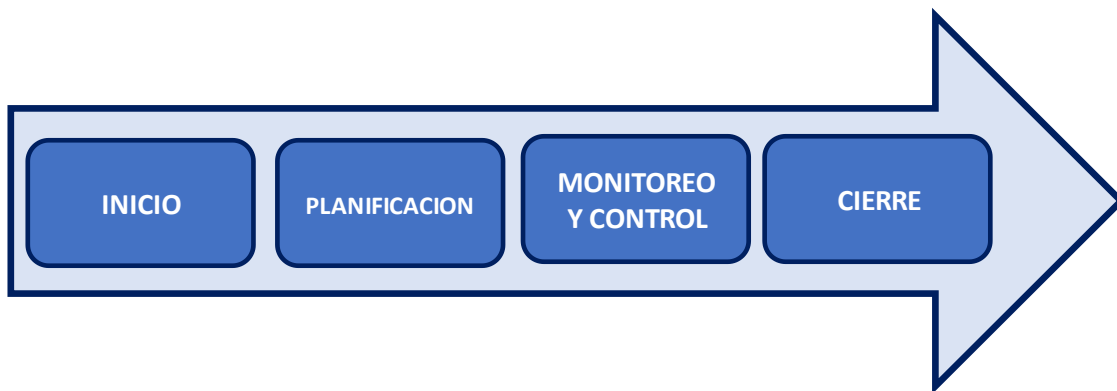 INICIO
PLANIFICACION
MONITOREO
Y CONTROL
CIERRE